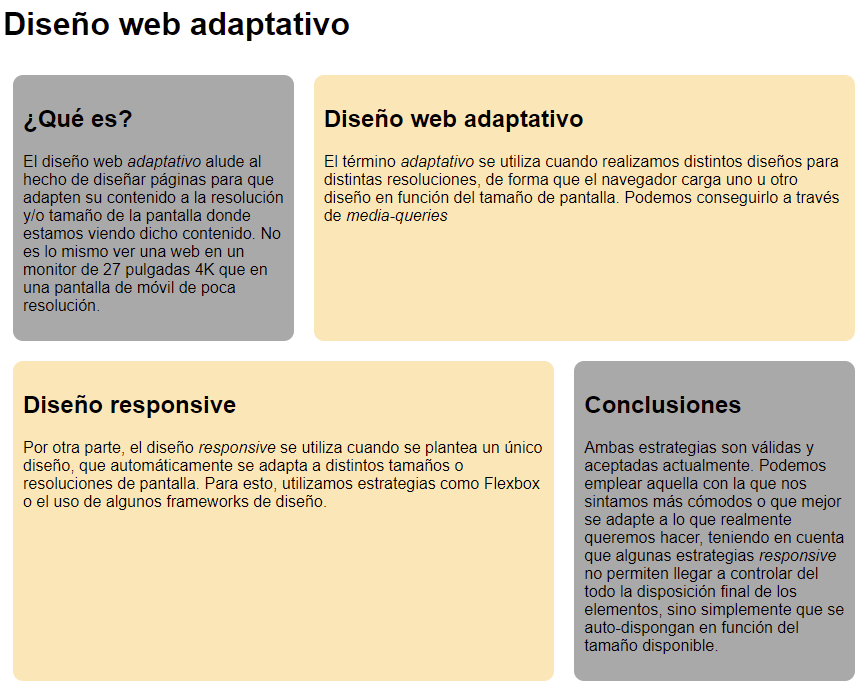 Diseño web adaptativo
¿Qué es?
El diseño web adaptativo alude al
hecho de diseñar páginas para que
adapten su contenido a la resolución
y/o tamaño de la pantalla donde
estamos viendo dicho contenido. No
es lo mismo ver una web en un
monitor de 27 pulgadas 4K que en
una pantalla de móvil de poca
resolución.
Diseño web adaptativo
El término adaptativo se utiliza cuando realizamos distintos diseños para
distintas resoluciones, de forma que el navegador carga uno u otro
diseño en función del tamaño de pantalla. Podemos conseguirlo a través
de media-queries
Diseño responsive
Por otra parte, el diseño responsive se utiliza cuando se plantea un único
diseño, que automáticamente se adapta a distintos tamaños o
resoluciones de pantalla. Para esto, utilizamos estrategias como Flexbox
o el uso de algunos frameworks de diseño.
Conclusiones
Ambas estrategias son válidas y
aceptadas actualmente. Podemos
emplear aquella con la que nos
sintamos más cómodos o que mejor
se adapte a lo que realmente
queremos hacer, teniendo en cuenta
que algunas estrategias responsive
no permiten llegar a controlar del
todo la disposición final de los
elementos, sino simplemente que se
auto-dispongan en función del
tamaño disponible.